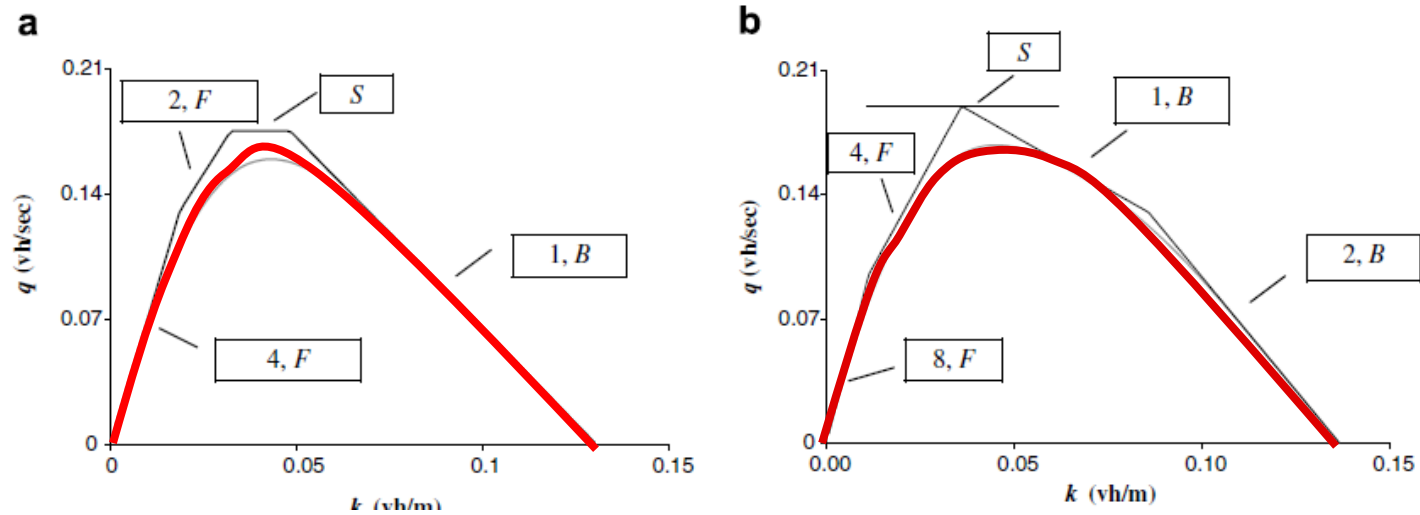 a
0.21
0.14
0.07
0
q (vh/sec)
2, F
S
1, B
4, F
0
0.05
0.1
0.15
k (vh/m)
b
0.21
0.14
0.07
0
q (vh/sec)
S
1, B
4, F
2, B
8, F
0.00
0.05
0.10
0.15
k (vh/m)